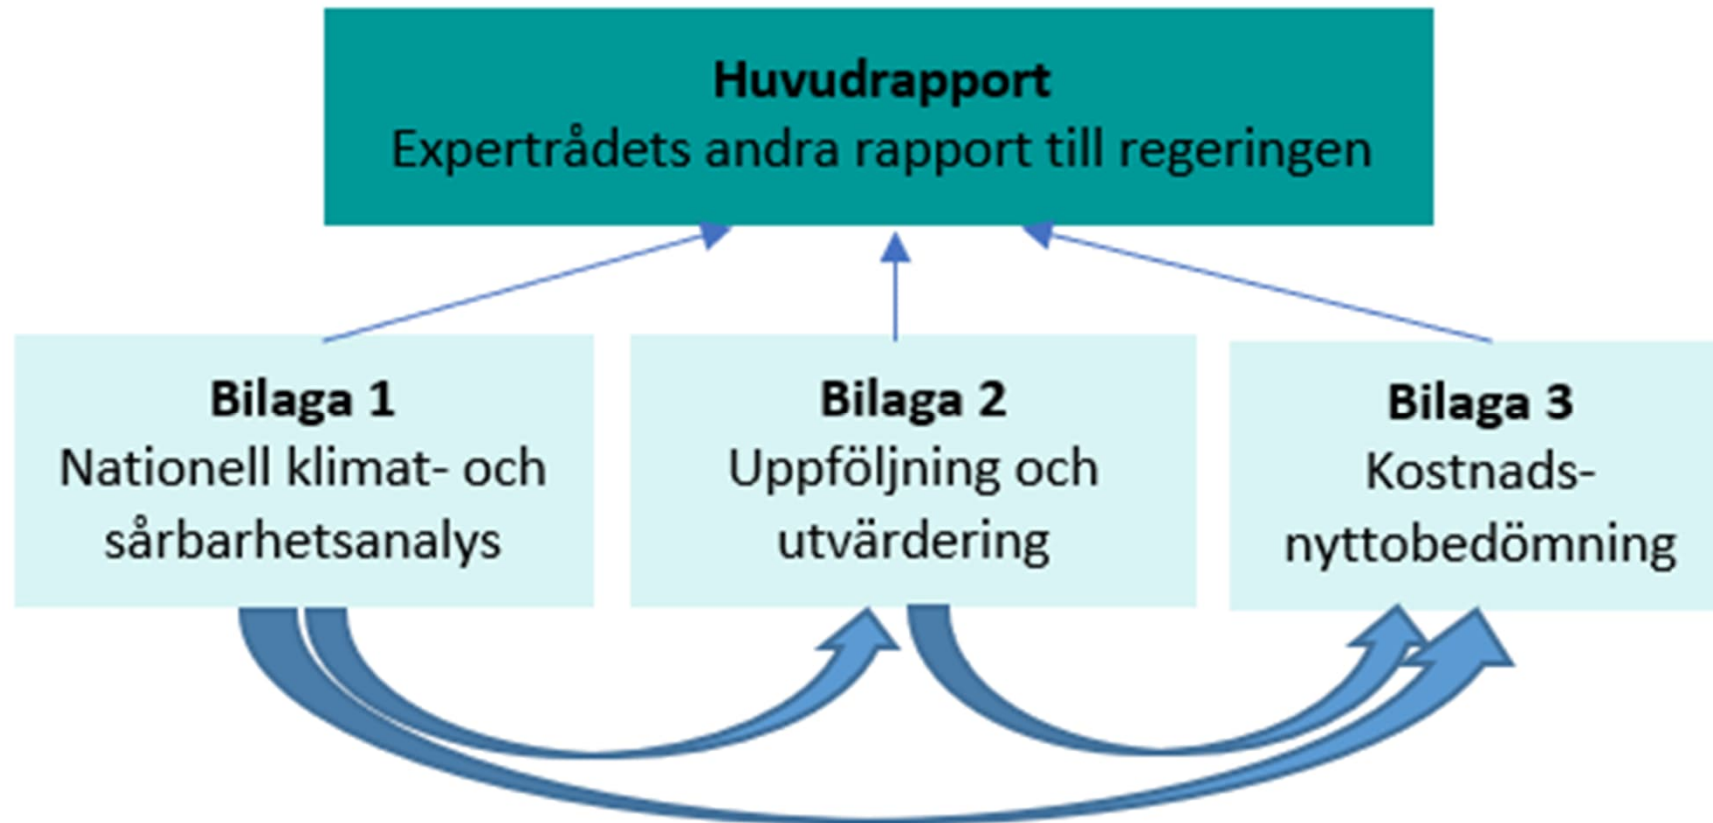 Huvudrapport
Expertrådets andra rapport till regeringen
Bilaga 1
Nationell klimat- och
sårbarhetsanalys
Bilaga 2
Uppföljning och
utvärdering
Bilaga 3
Kostnads-
nyttobedömning